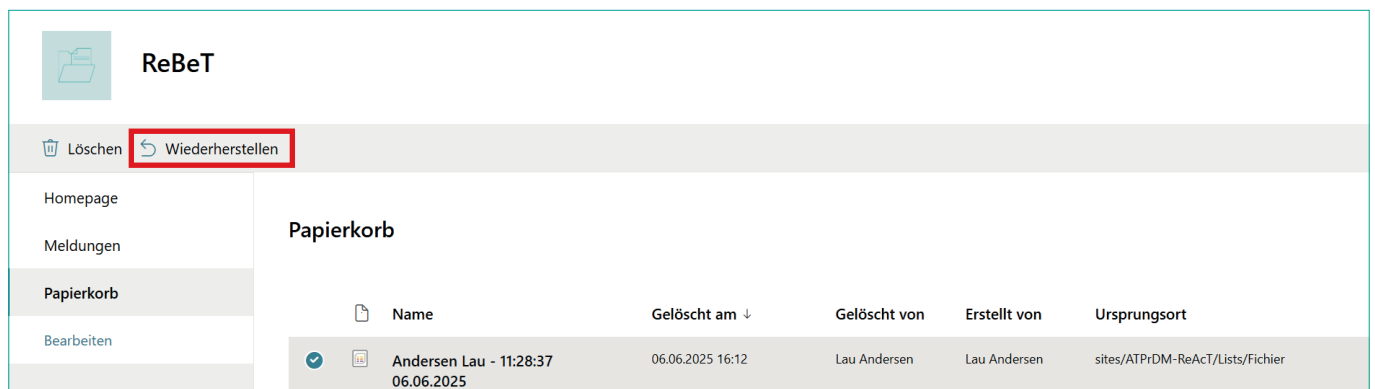 ReBeT
Löschen Wiederherstellen
Homepage
Meldungen
Papierkorb
Bearbeiten
Papierkorb
Name Gelöscht am ↓ Gelöscht von Erstellt von Ursprungsort
Andersen Lau - 11:28:37 06.06.2025 16:12 Lau Andersen Lau Andersen sites/ATPrDM-ReAcT/Lists/Fichier
06.06.2025